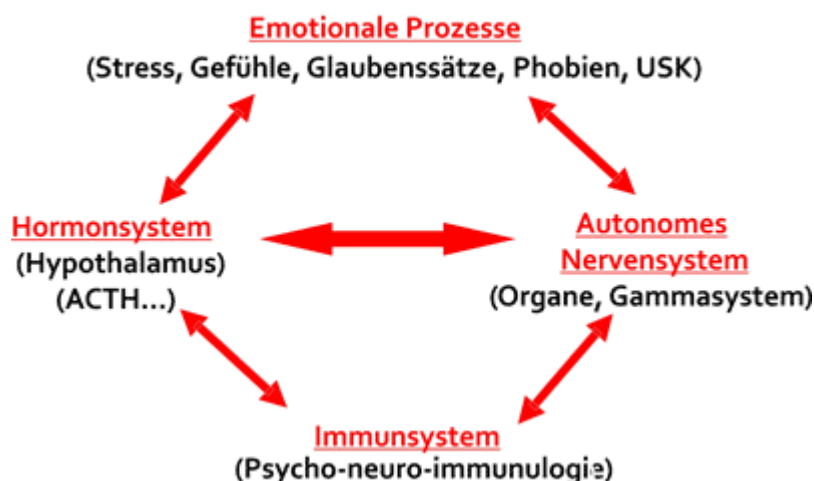 Emotionale Prozesse
(Stress, Gefühle, Glaubenssätze, Phobien, USK)
Hormonsystem
(Hypothalamus)
(ACTH...)
Autonomes
Nervensystem
(Organe, Gammasystem)
Immunsystem
(Psycho-neuro-immunulogie)